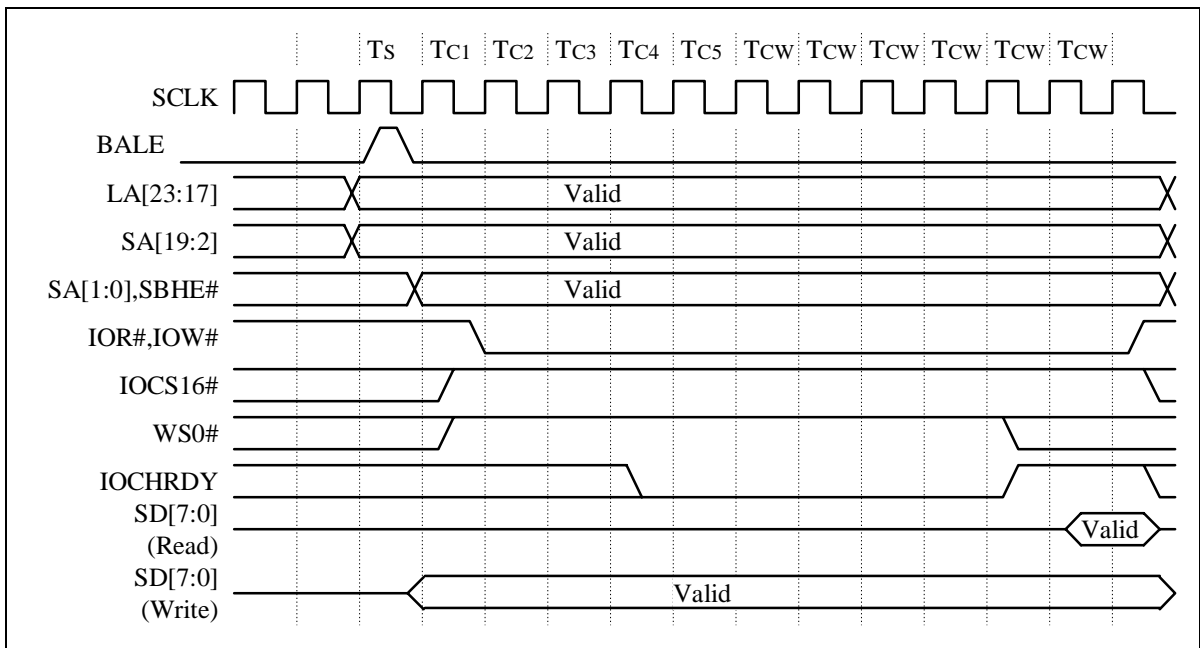 TS TC1 TC2 TC3 TC4 TC5 TCW TCW TCW TCW TCW TCW
SCLK
BALE
LA[23:17] Valid
SA[19:2] Valid
SA[1:0],SBHE# Valid
IOR#,IOW#
IOCS16#
WS0#
IOCHRDY
SD[7:0]
(Read) Valid
SD[7:0]
(Write) Valid